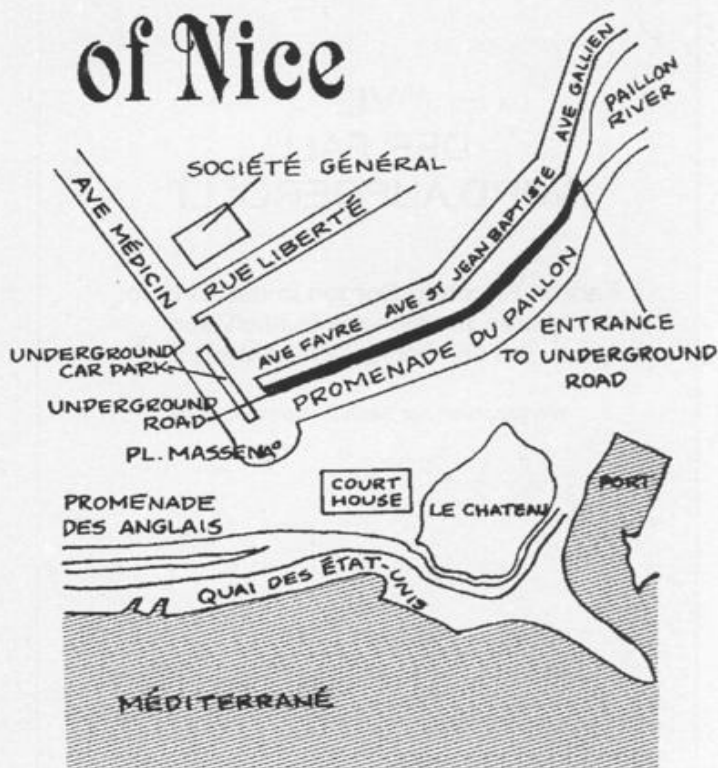 of Nice
AVE GALLIEN
PAILLON
RIVER
SOCIÉTÉ GÉNÉRAL
AVE MÉDICIN
RUE LIBERTÉ
AVE ST JEAN BAPTISTE
AVE FAVRE
PROMENADE DU PAILLON
ENTRANCE
TO UNDERGROUND
ROAD
UNDERGROUND
CAR PARK
UNDERGROUND
ROAD
PL. MASSENA
COURT
HOUSE
LE CHATEAU
PORT
PROMENADE
DES ANGLAIS
QUAI DES ÉTAT-UNIS
MÉDITERRANÉ